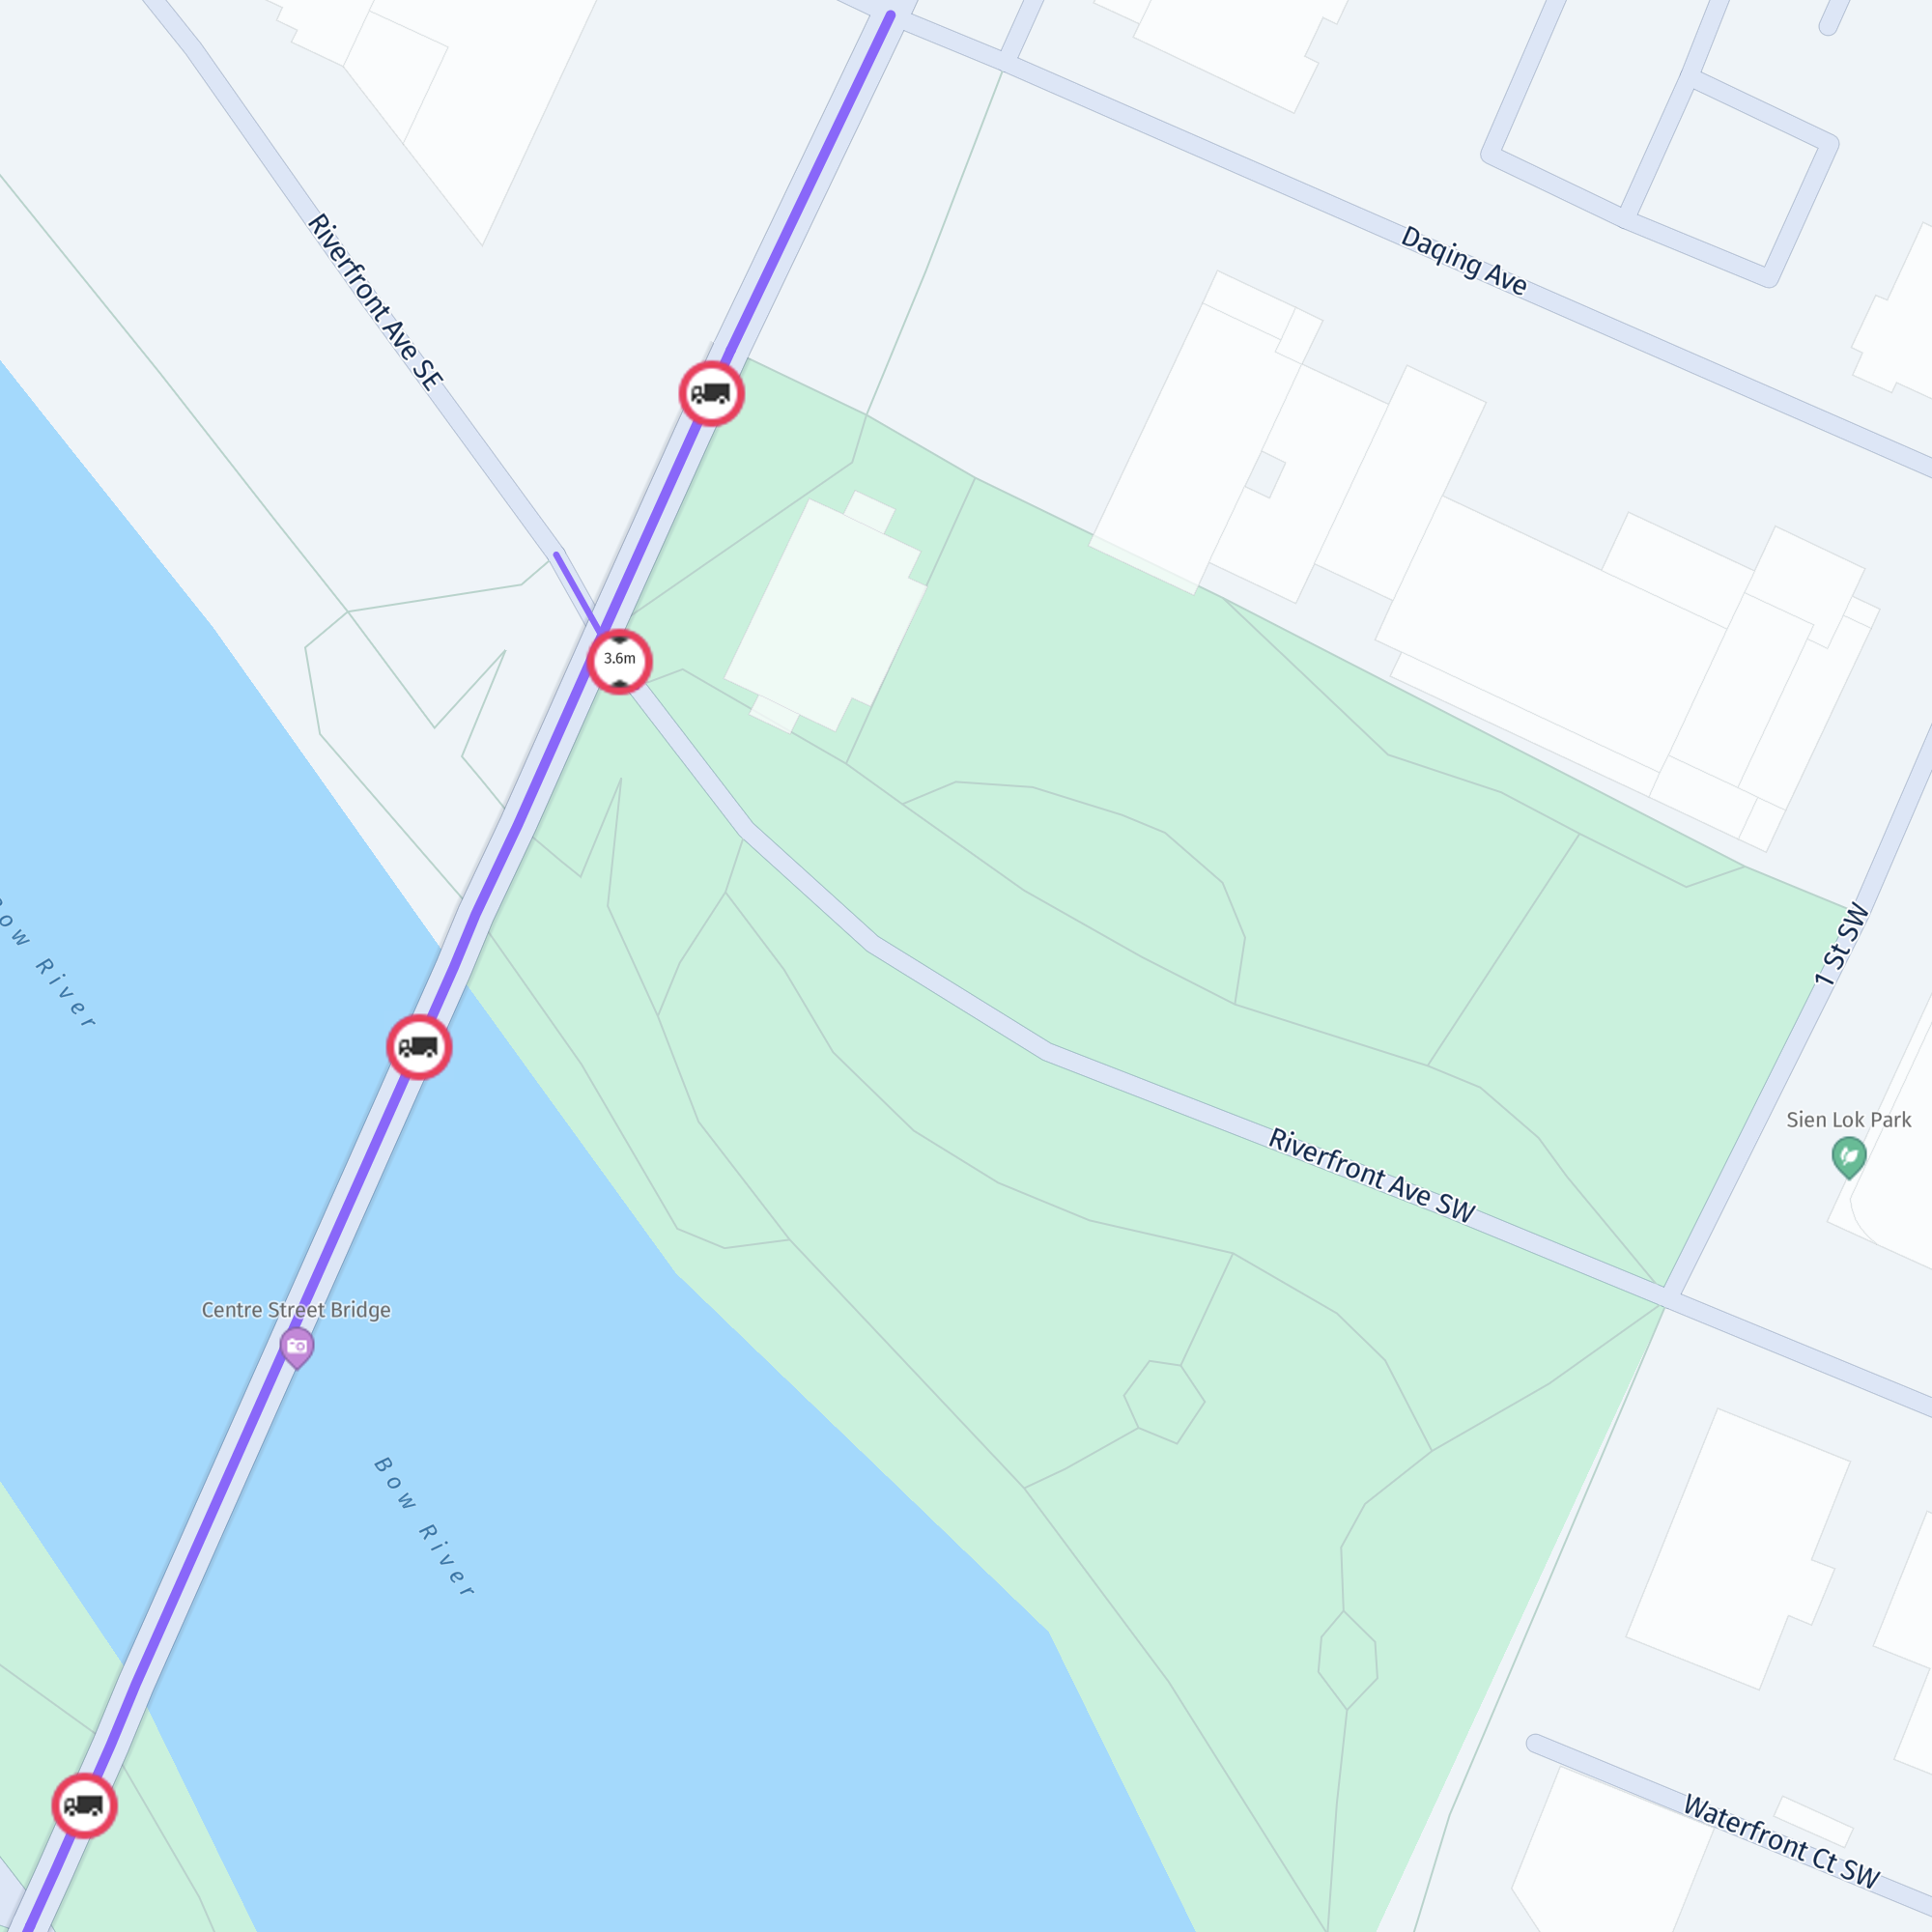 Riverfront Ave SE
Daqing Ave
3.6m
1 St SW
Bow River
Sien Lok Park
Riverfront Ave SW
Centre Street Bridge
Bow River
Waterfront Ct SW